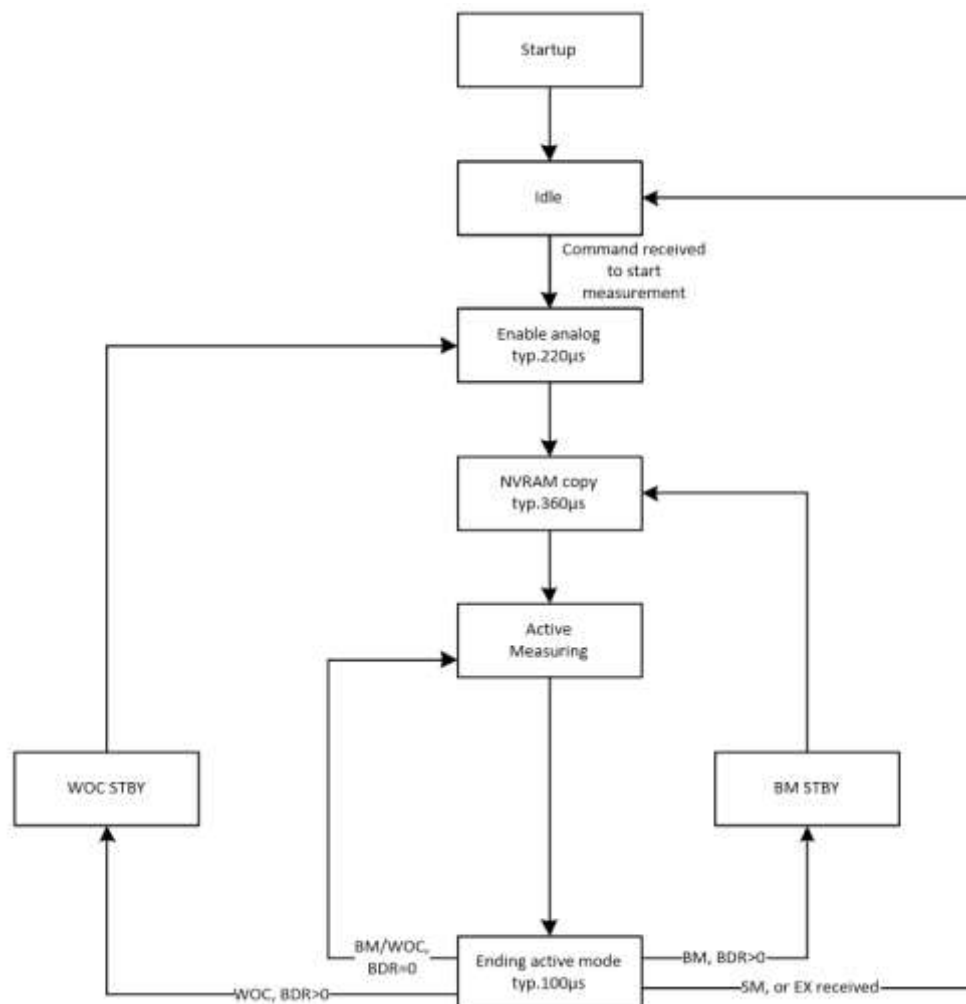 Startup
Idle
Command received
to start
measurement
Enable analog
typ.220µs
NVRAM copy
typ.360µs
Active
Measuring
WOC STBY
BM STBY
BM/WOC,
BDR=0
Ending active mode
typ.100µs
BM, BDR>0
WOC, BDR>0
SM, or EX received